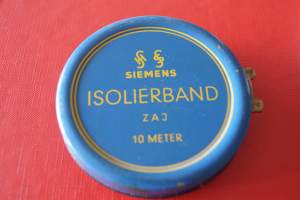 SIEMENS
ISOLIERBAND
ZAJ
10 METER